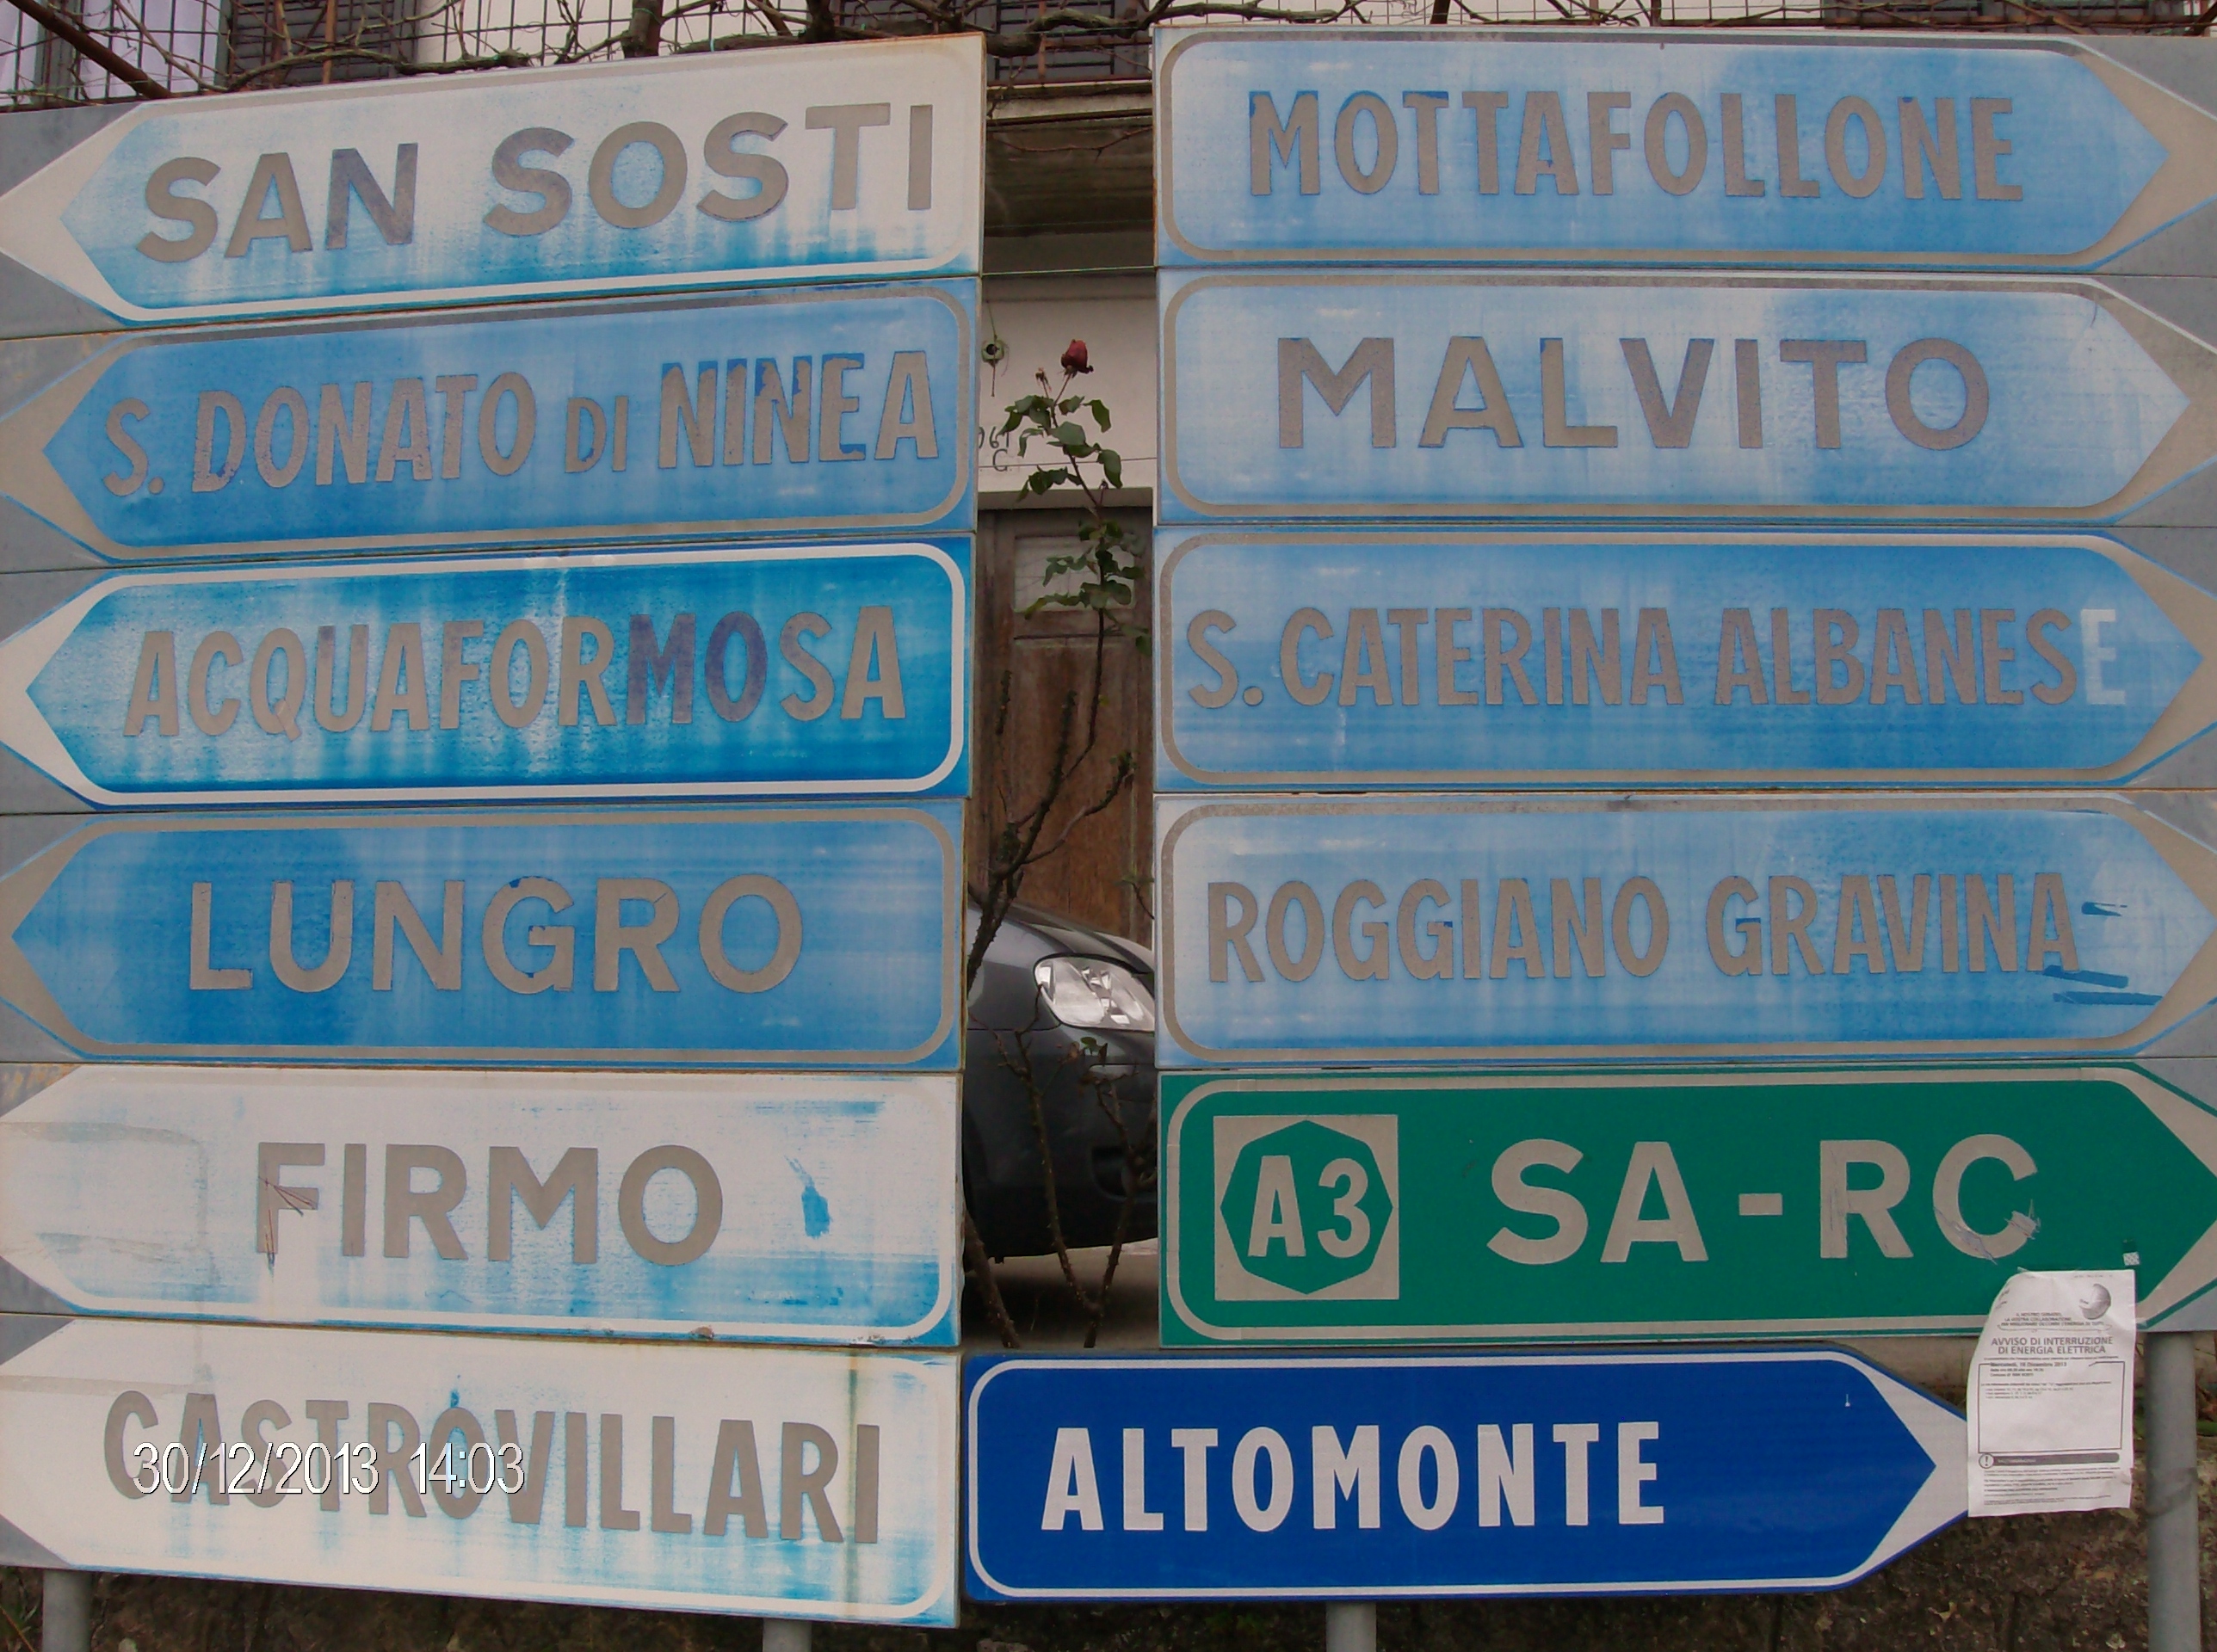 SAN SOSTI
S. DONATO DI NINEA
ACQUAFORMOSA
LUNGRO
FIRMO
CASTROVILLARI
30/12/2013 14:03
MOTTAFOLLONE
MALVITO
S. CATERINA ALBANESE
ROGGIANO GRAVINA
A3 SA-RC
ALTOMONTE
AVVISO DI INTERRUZIONE
DI ENERGIA ELETTRICA